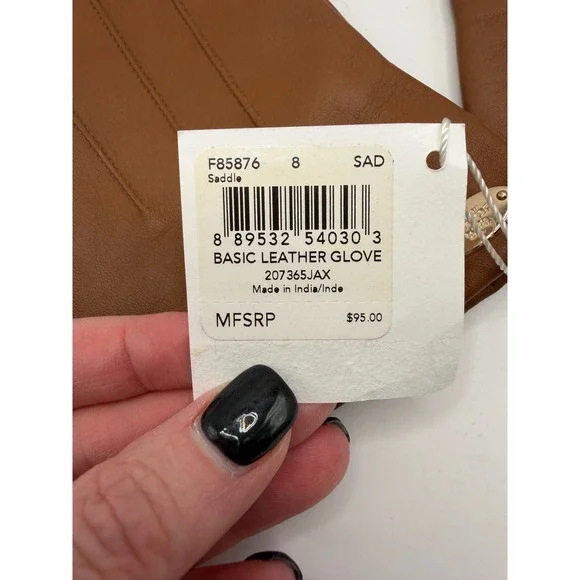 F85876 8 SAD
Saddle
8 89532 54030 3
BASIC LEATHER GLOVE
207365JAX
Made in India/Inde
MFSRP $95.00